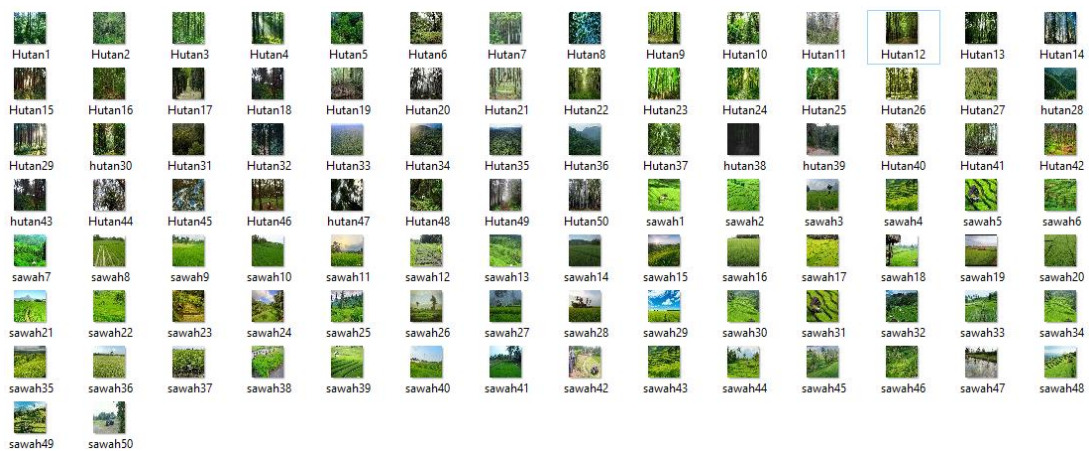 Hutan1 Hutan2 Hutan3 Hutan4 Hutan5 Hutan6 Hutan7 Hutan8 Hutan9 Hutan10 Hutan11 Hutan12 Hutan13 Hutan14
Hutan15 Hutan16 Hutan17 Hutan18 Hutan19 Hutan20 Hutan21 Hutan22 Hutan23 Hutan24 Hutan25 Hutan26 Hutan27 hutan28
Hutan29 hutan30 Hutan31 Hutan32 Hutan33 Hutan34 Hutan35 Hutan36 Hutan37 hutan38 hutan39 Hutan40 Hutan41 Hutan42
hutan43 Hutan44 Hutan45 Hutan46 hutan47 Hutan48 Hutan49 Hutan50 sawah1 sawah2 sawah3 sawah4 sawah5 sawah6
sawah7 sawah8 sawah9 sawah10 sawah11 sawah12 sawah13 sawah14 sawah15 sawah16 sawah17 sawah18 sawah19 sawah20
sawah21 sawah22 sawah23 sawah24 sawah25 sawah26 sawah27 sawah28 sawah29 sawah30 sawah31 sawah32 sawah33 sawah34
sawah35 sawah36 sawah37 sawah38 sawah39 sawah40 sawah41 sawah42 sawah43 sawah44 sawah45 sawah46 sawah47 sawah48
sawah49 sawah50